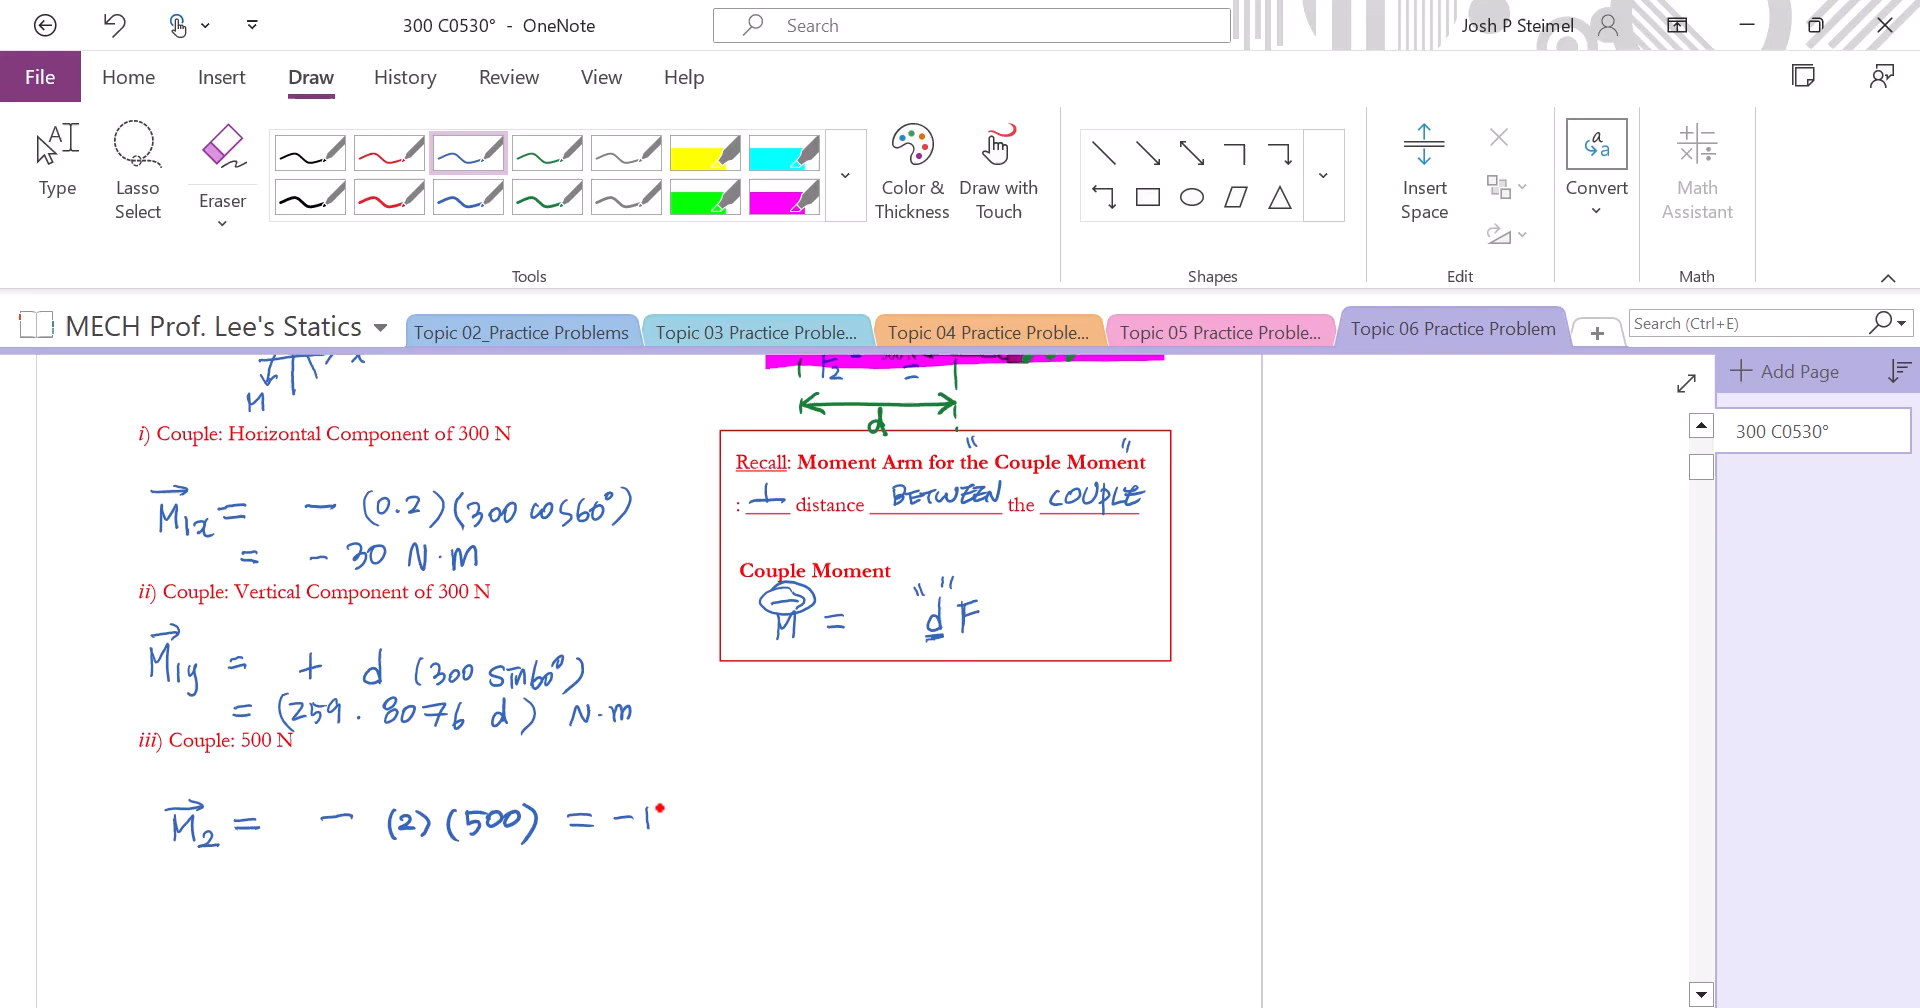 300 C0530° - OneNote
Search
Josh P Steimel
File Home Insert Draw History Review View Help
Type
Lasso Select
Eraser
Color & Thickness
Draw with Touch
Insert Space
Convert
Math Assistant
Tools
Shapes
Edit
Math
MECH Prof. Lee's Statics
Topic 02_Practice Problems
Topic 03 Practice Proble...
Topic 04 Practice Proble...
Topic 05 Practice Proble...
Topic 06 Practice Problem
Search (Ctrl+E)
Add Page
300 C0530°
x
M
F₂ =
d
i) Couple: Horizontal Component of 300 N
M₁ₓ = - (0.2)(300 cos60°)
= - 30 N·m
ii) Couple: Vertical Component of 300 N
M₁y = + d (300 sin60°)
= (259.8076 d) N·m
iii) Couple: 500 N
M₂ = - (2)(500) = -1
Recall: Moment Arm for "the Couple Moment"
: ⊥ distance BETWEEN the COUPLE
Couple Moment
M = "d" F